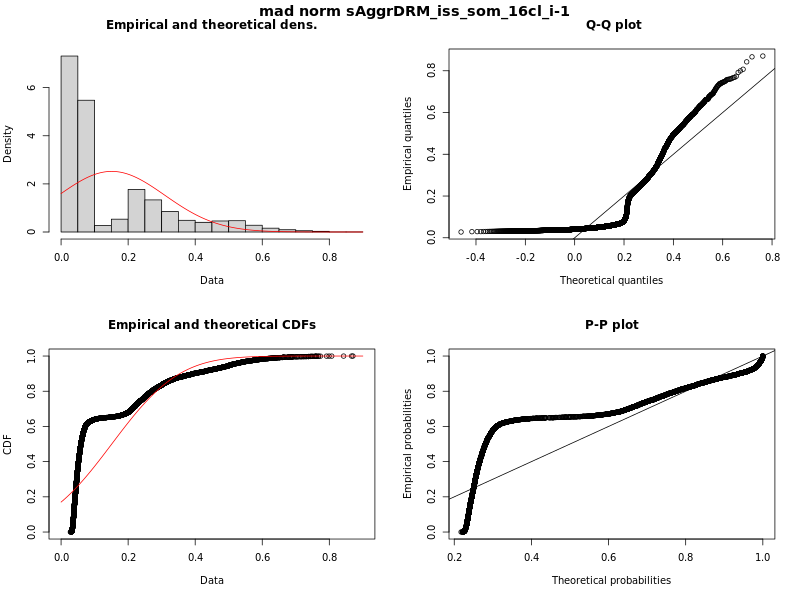 mad norm sAggrDRM_iss_som_16cl_i-1
Empirical and theoretical dens.
Density
0 2 4 6
0.0 0.2 0.4 0.6 0.8
Data
Q-Q plot
Empirical quantiles
0.0 0.2 0.4 0.6 0.8
-0.4 -0.2 0.0 0.2 0.4 0.6 0.8
Theoretical quantiles
Empirical and theoretical CDFs
CDF
0.0 0.2 0.4 0.6 0.8 1.0
0.0 0.2 0.4 0.6 0.8
Data
P-P plot
Empirical probabilities
0.0 0.2 0.4 0.6 0.8 1.0
0.2 0.4 0.6 0.8 1.0
Theoretical probabilities